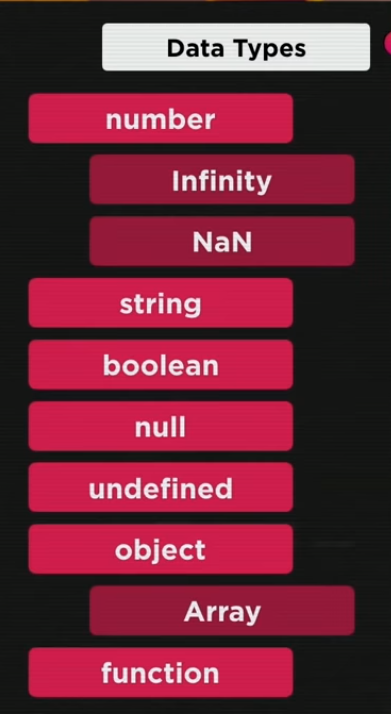 Data Types
number
Infinity
NaN
string
boolean
null
undefined
object
Array
function